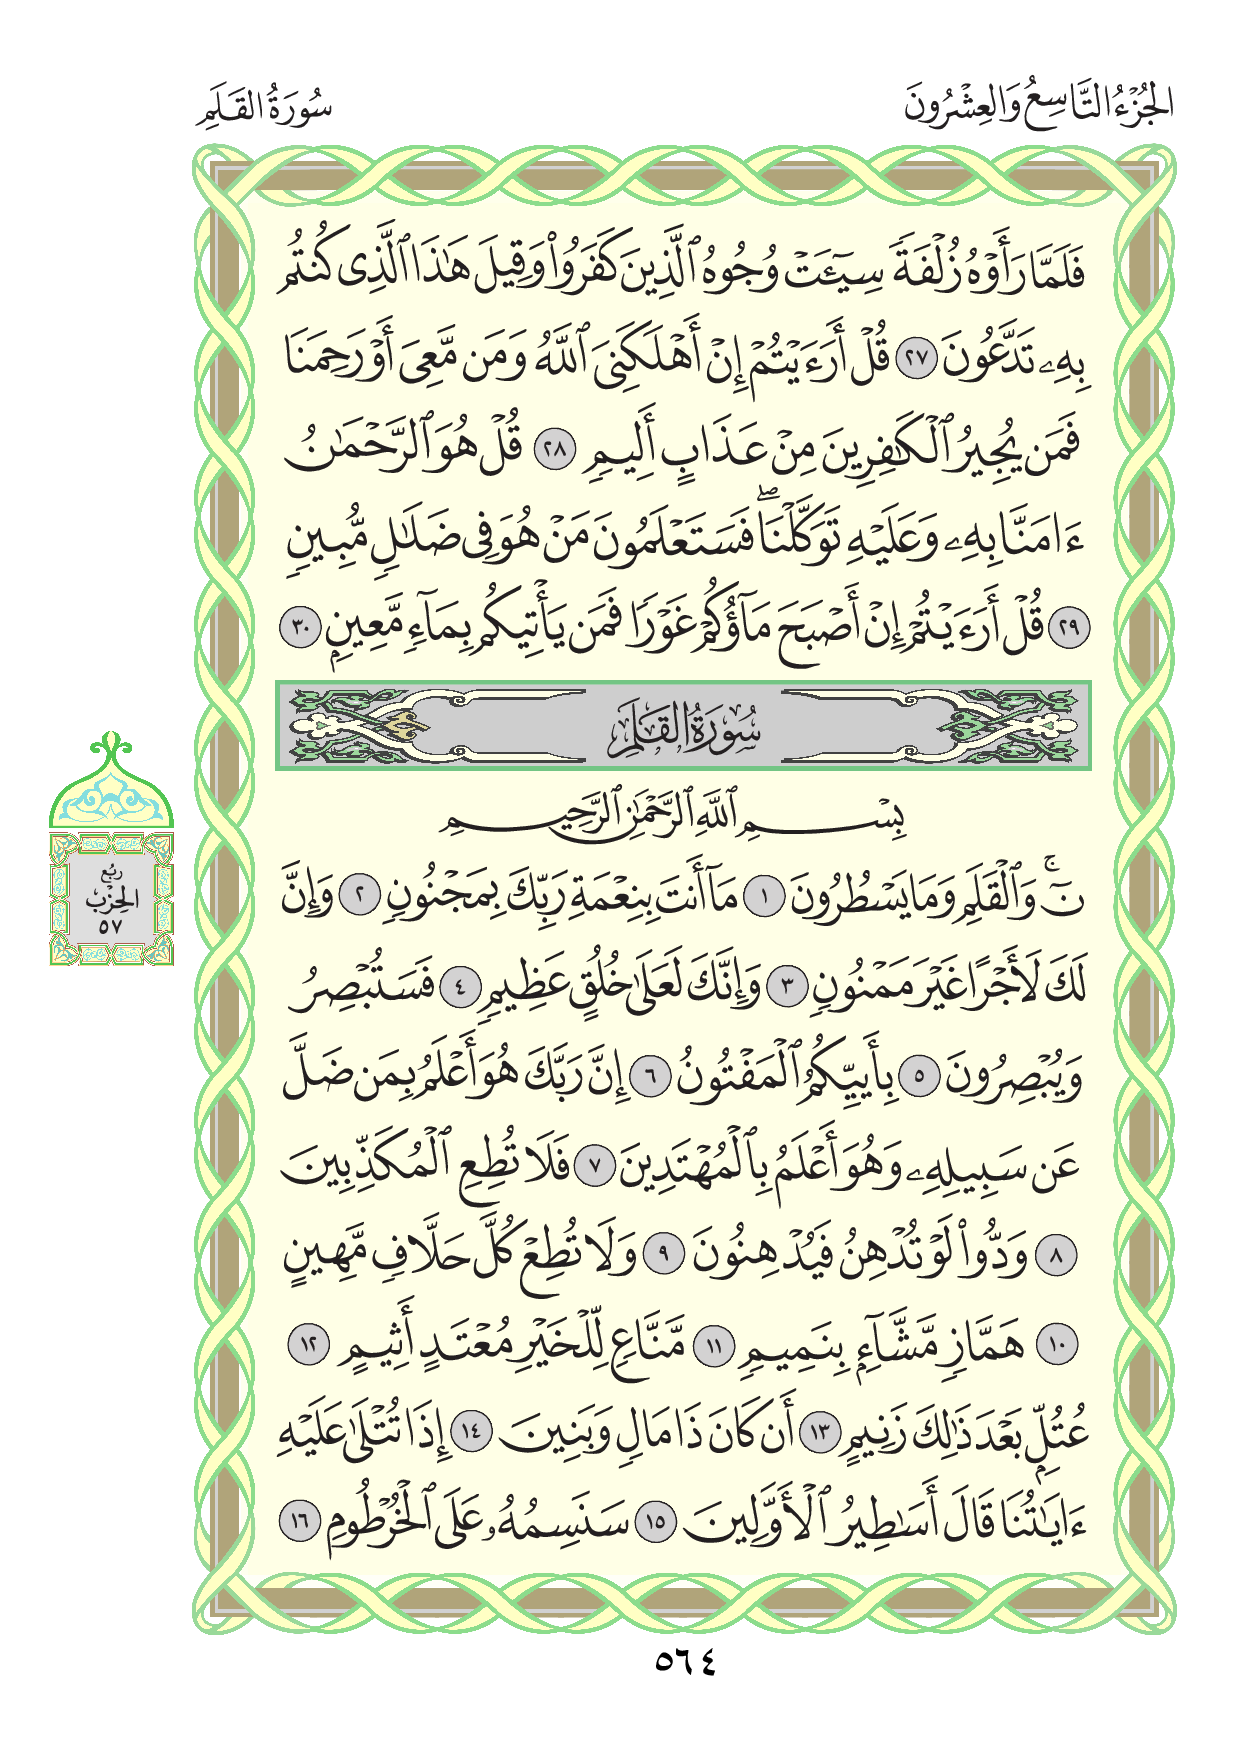 الجُزْءُ التَّاسِعُ وَالعِشْرُونَ
سُورَةُ القَلَمِ
فَلَمَّا رَأَوْهُ زُلْفَةً سِيٓـَٔتْ وُجُوهُ ٱلَّذِينَ كَفَرُوا۟ وَقِيلَ هَـٰذَا ٱلَّذِى كُنتُم
بِهِۦ تَدَّعُونَ ٢٧ قُلْ أَرَءَيْتُمْ إِنْ أَهْلَكَنِىَ ٱللَّهُ وَمَن مَّعِىَ أَوْ رَحِمَنَا
فَمَن يُجِيرُ ٱلْكَـٰفِرِينَ مِنْ عَذَابٍ أَلِيمٍ ٢٨ قُلْ هُوَ ٱلرَّحْمَـٰنُ
ءَامَنَّا بِهِۦ وَعَلَيْهِ تَوَكَّلْنَا ۖ فَسَتَعْلَمُونَ مَنْ هُوَ فِى ضَلَـٰلٍ مُّبِينٍ
٢٩ قُلْ أَرَءَيْتُمْ إِنْ أَصْبَحَ مَآؤُكُمْ غَوْرًا فَمَن يَأْتِيكُم بِمَآءٍ مَّعِينٍۭ ٣٠
سُورَةُ القَلَمِ
بِسْمِ ٱللَّهِ ٱلرَّحْمَـٰنِ ٱلرَّحِيمِ
نٓ ۚ وَٱلْقَلَمِ وَمَا يَسْطُرُونَ ١ مَآ أَنتَ بِنِعْمَةِ رَبِّكَ بِمَجْنُونٍ ٢ وَإِنَّ
لَكَ لَأَجْرًا غَيْرَ مَمْنُونٍ ٣ وَإِنَّكَ لَعَلَىٰ خُلُقٍ عَظِيمٍ ٤ فَسَتُبْصِرُ
وَيُبْصِرُونَ ٥ بِأَييِّكُمُ ٱلْمَفْتُونُ ٦ إِنَّ رَبَّكَ هُوَ أَعْلَمُ بِمَن ضَلَّ
عَن سَبِيلِهِۦ وَهُوَ أَعْلَمُ بِٱلْمُهْتَدِينَ ٧ فَلَا تُطِعِ ٱلْمُكَذِّبِينَ
٨ وَدُّوا۟ لَوْ تُدْهِنُ فَيُدْهِنُونَ ٩ وَلَا تُطِعْ كُلَّ حَلَّافٍ مَّهِينٍ
١٠ هَمَّازٍ مَّشَّآءٍۭ بِنَمِيمٍ ١١ مَّنَّاعٍ لِّلْخَيْرِ مُعْتَدٍ أَثِيمٍ ١٢
عُتُلٍّۭ بَعْدَ ذَٰلِكَ زَنِيمٍ ١٣ أَن كَانَ ذَا مَالٍ وَبَنِينَ ١٤ إِذَا تُتْلَىٰ عَلَيْهِ
ءَايَـٰتُنَا قَالَ أَسَـٰطِيرُ ٱلْأَوَّلِينَ ١٥ سَنَسِمُهُۥ عَلَى ٱلْخُرْطُومِ ١٦
رُبُع
الحِزْب
٥٧
٥٦٤